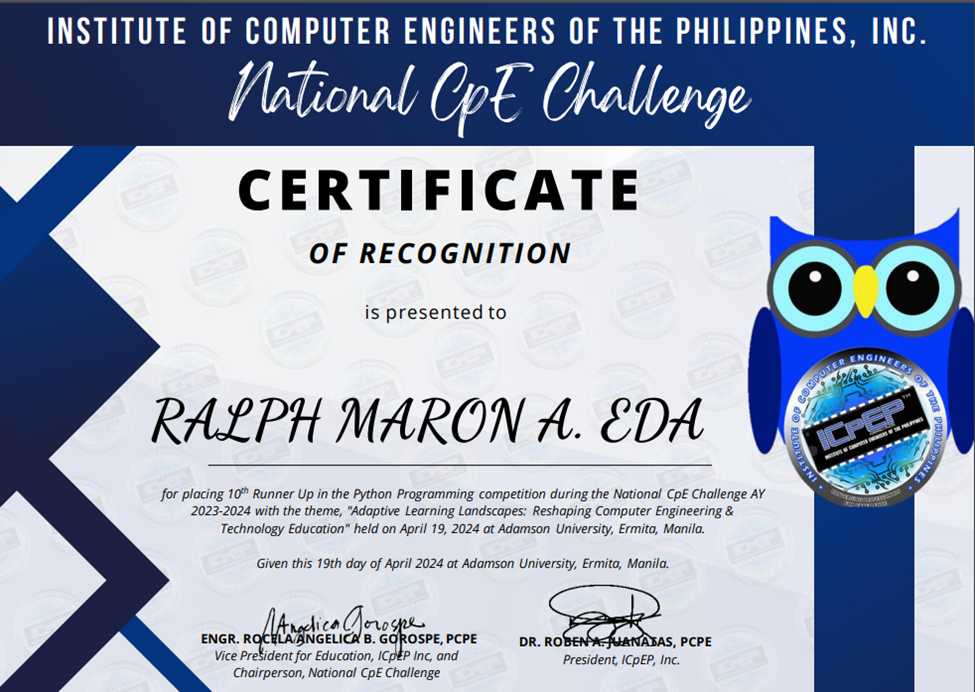 INSTITUTE OF COMPUTER ENGINEERS OF THE PHILIPPINES, INC.
National CpE Challenge
CERTIFICATE
OF RECOGNITION
is presented to
RALPH MARON A. EDA
for placing 10th Runner Up in the Python Programming competition during the National CpE Challenge AY
2023-2024 with the theme, "Adaptive Learning Landscapes: Reshaping Computer Engineering &
Technology Education" held on April 19, 2024 at Adamson University, Ermita, Manila.
Given this 19th day of April 2024 at Adamson University, Ermita, Manila.
Angelica Gorospe
ENGR. ROCELA ANGELICA B. GOROSPE, PCPE
Vice President for Education, ICpEP Inc, and
Chairperson, National CpE Challenge
DR. ROBEN A. JUANATAS, PCPE
President, ICpEP, Inc.
INSTITUTE OF COMPUTER ENGINEERS OF THE PHILIPPINES
ICpEP
TM
INSTITUTE OF COMPUTER ENGINEERS OF THE PHILIPPINES